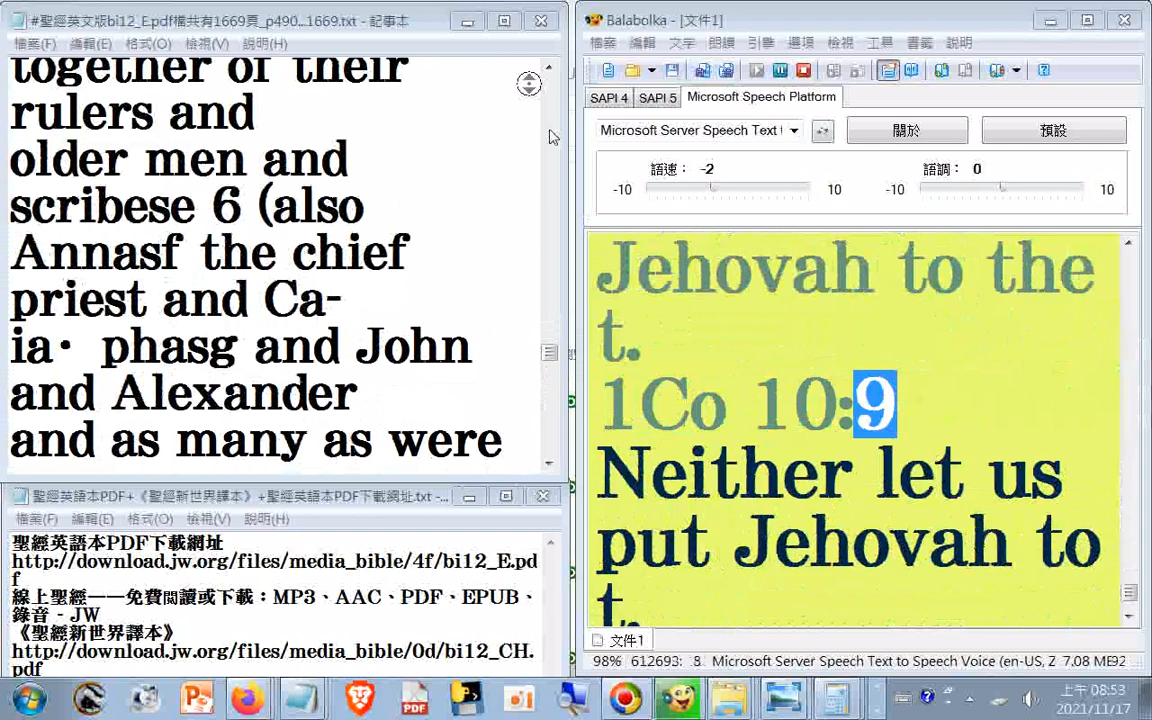 #聖經英文版bi12_E.pdf檔共有1669頁_p490...1669.txt - 記事本
檔案(F) 編輯(E) 格式(O) 檢視(V) 說明(H)
together of their
rulers and
older men and
scribese 6 (also
Annasf the chief
priest and Ca-
ia· phasg and John
and Alexander
and as many as were
聖經英語本PDF+《聖經新世界譯本》+聖經英語本PDF下載網址.txt -...
檔案(F) 編輯(E) 格式(O) 檢視(V) 說明(H)
聖經英語本PDF下載網址
http://download.jw.org/files/media_bible/4f/bi12_E.pd
f
線上聖經——免費閱讀或下載：MP3、AAC、PDF、EPUB、
錄音 - JW
《聖經新世界譯本》
http://download.jw.org/files/media_bible/0d/bi12_CH.
pdf
Balabolka - [文件1]
檔案 編輯 文字 朗讀 引擎 選項 檢視 工具 書籤 說明
SAPI 4 SAPI 5 Microsoft Speech Platform
Microsoft Server Speech Text 關於 預設
語速： -2 語調： 0
-10 10 -10 10
Jehovah to the
t.
1Co 10:9
Neither let us
put Jehovah to
t.
文件1
98% 612693: 8 Microsoft Server Speech Text to Speech Voice (en-US, Z 7.08 ME92
PDF
上午 08:53
2021/11/17